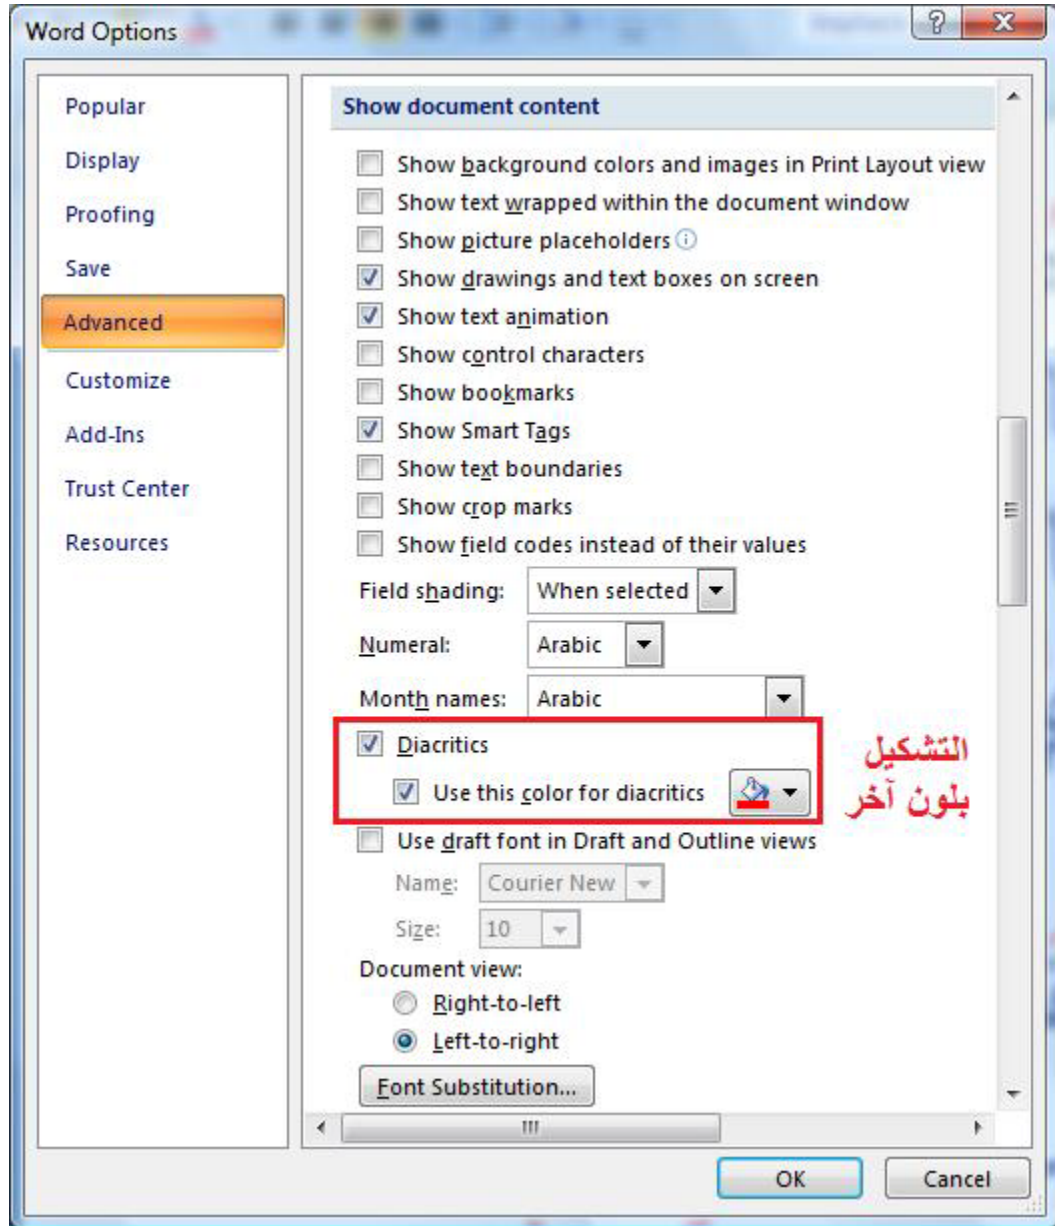 Word Options
Popular
Display
Proofing
Save
Advanced
Customize
Add-Ins
Trust Center
Resources
Show document content
Show background colors and images in Print Layout view
Show text wrapped within the document window
Show picture placeholders
Show drawings and text boxes on screen
Show text animation
Show control characters
Show bookmarks
Show Smart Tags
Show text boundaries
Show crop marks
Show field codes instead of their values
Field shading: When selected
Numeral: Arabic
Month names: Arabic
Diacritics
Use this color for diacritics
التشكيل
بلون آخر
Use draft font in Draft and Outline views
Name: Courier New
Size: 10
Document view:
Right-to-left
Left-to-right
Font Substitution...
OK
Cancel